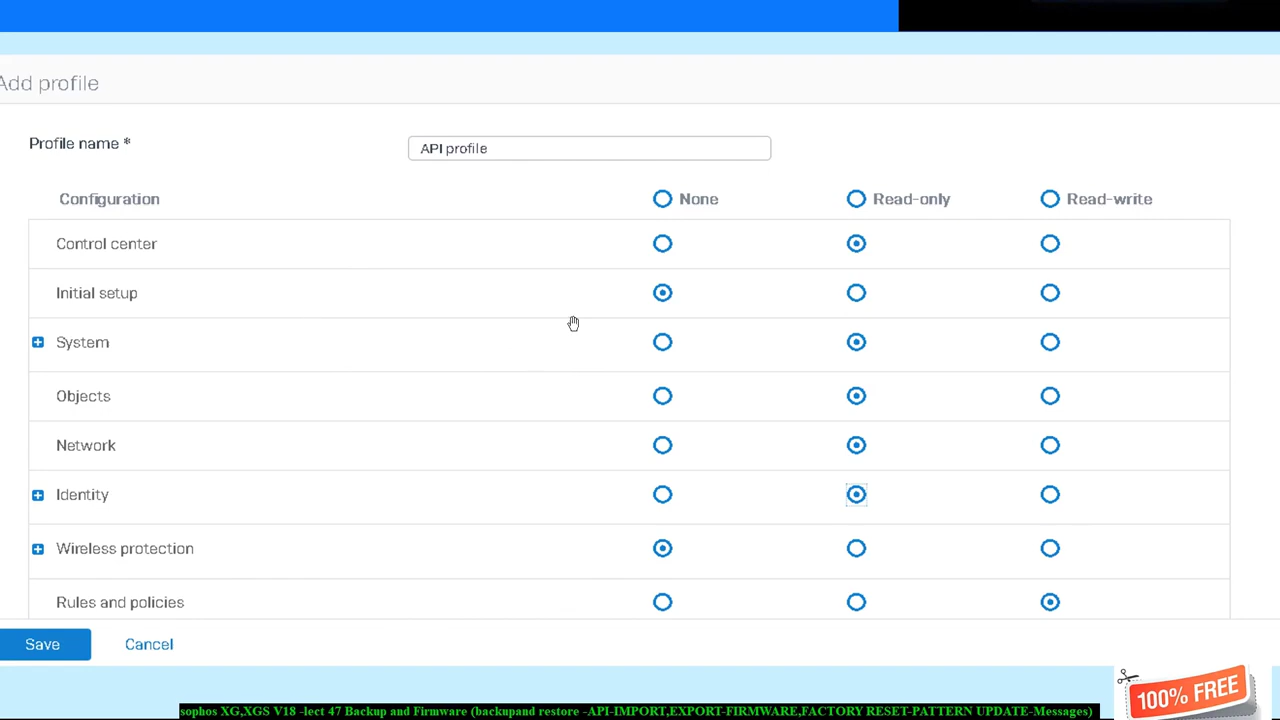 Add profile
Profile name *
API profile
Configuration None Read-only Read-write
Control center
Initial setup
System
Objects
Network
Identity
Wireless protection
Rules and policies
Save Cancel
100% FREE
sophos XG,XGS V18 -lect 47 Backup and Firmware (backupand restore -API-IMPORT,EXPORT-FIRMWARE,FACTORY RESET-PATTERN UPDATE-Messages)